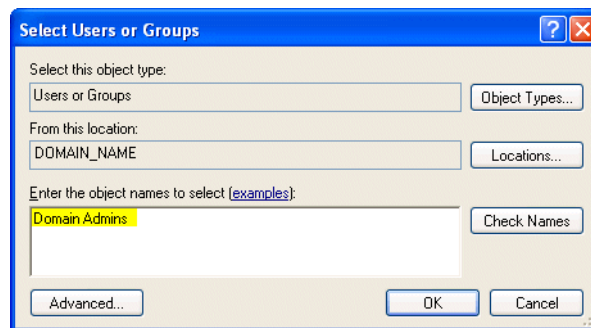 Select Users or Groups
Select this object type:
Users or Groups
Object Types...
From this location:
DOMAIN_NAME
Locations...
Enter the object names to select (examples):
Domain Admins
Check Names
Advanced...
OK
Cancel